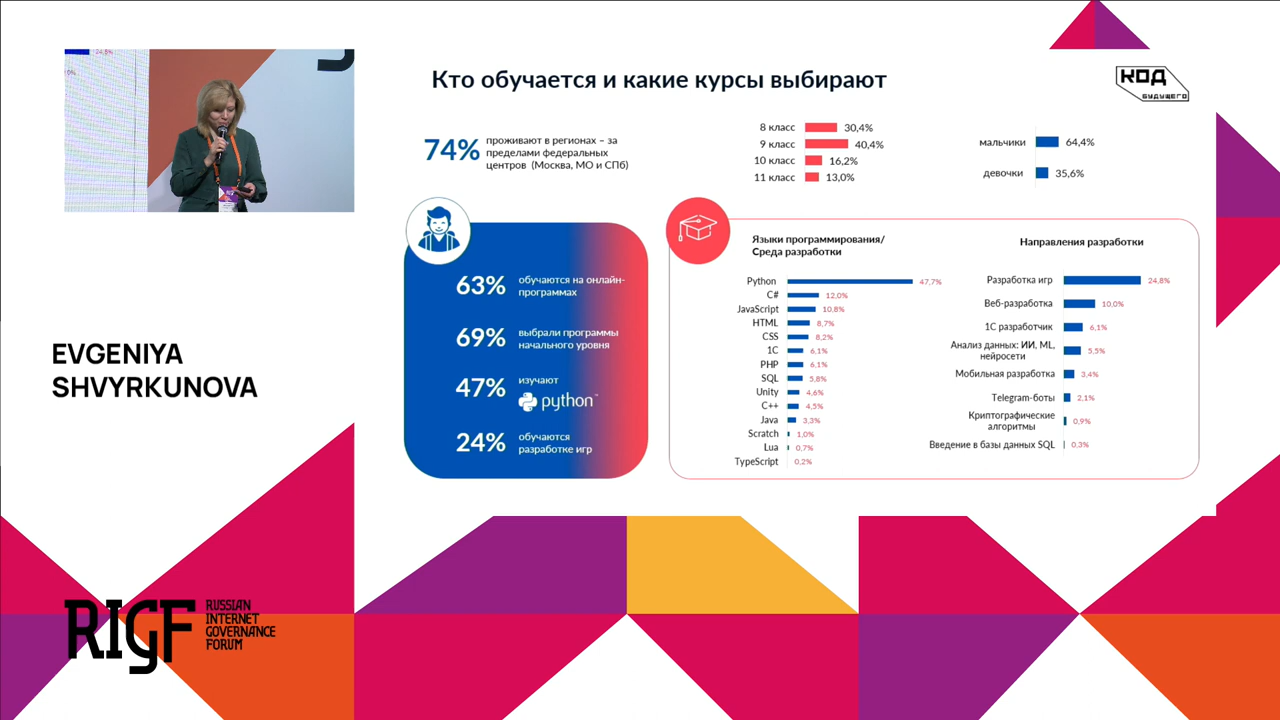 Кто обучается и какие курсы выбирают
КОД
БУДУЩЕГО
74%
проживают в регионах – за
пределами федеральных
центров (Москва, МО и СПб)
8 класс 30,4%
9 класс 40,4%
10 класс 16,2%
11 класс 13,0%
мальчики 64,4%
девочки 35,6%
63%
обучаются на онлайн-
программах
69%
выбрали программы
начального уровня
47%
изучают
python
24%
обучаются
разработке игр
Языки программирования/
Среда разработки
Python 47,7%
C# 12,0%
JavaScript 10,8%
HTML 8,7%
CSS 8,2%
1С 6,1%
PHP 6,1%
SQL 5,8%
Unity 4,6%
C++ 4,5%
Java 3,3%
Scratch 1,0%
Lua 0,7%
TypeScript 0,2%
Направления разработки
Разработка игр 24,8%
Веб-разработка 10,0%
1С разработчик 6,1%
Анализ данных: ИИ, ML,
нейросети 5,5%
Мобильная разработка 3,4%
Telegram-боты 2,1%
Криптографические
алгоритмы 0,9%
Введение в базы данных SQL 0,3%
EVGENIYA
SHVYRKUNOVA
RIGF
RUSSIAN
INTERNET
GOVERNANCE
FORUM